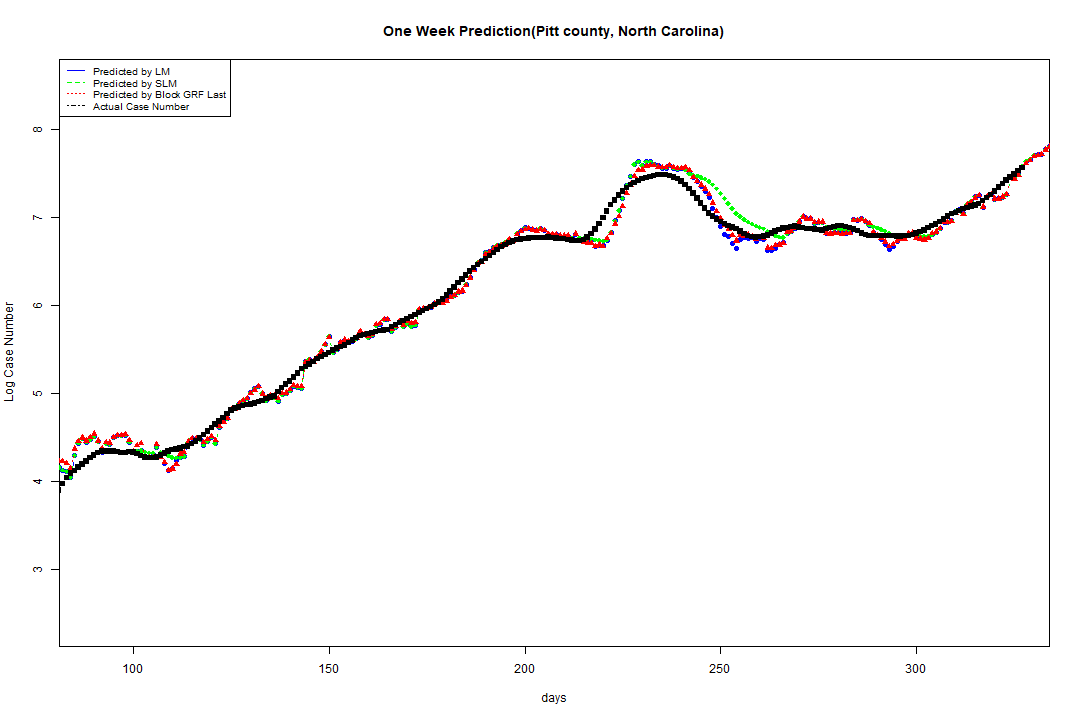 One Week Prediction(Pitt county, North Carolina)
Predicted by LM
Predicted by SLM
Predicted by Block GRF Last
Actual Case Number
8
7
6
5
4
3
Log Case Number
100 150 200 250 300
days